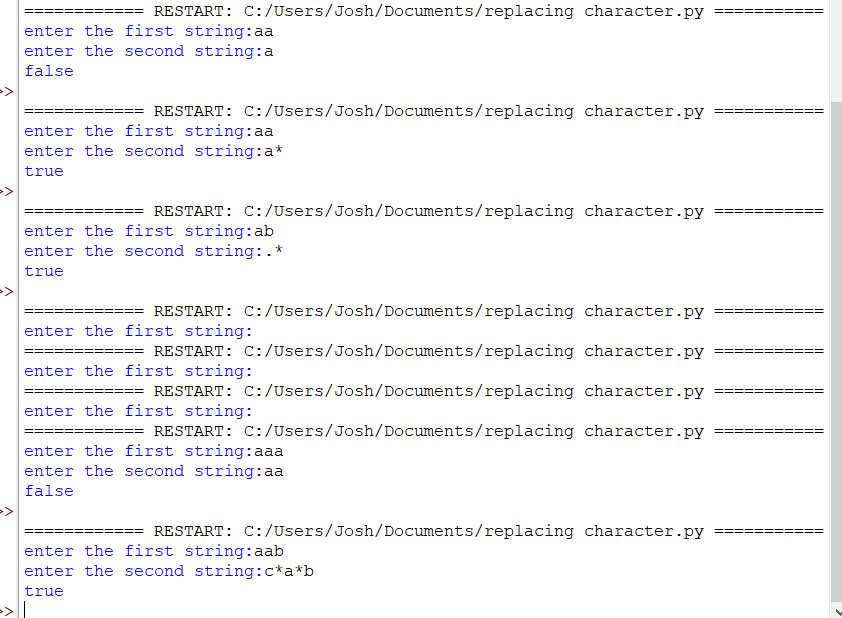 ============ RESTART: C:/Users/Josh/Documents/replacing character.py ===========
enter the first string:aa
enter the second string:a
false
>>
============ RESTART: C:/Users/Josh/Documents/replacing character.py ===========
enter the first string:aa
enter the second string:a*
true
>>
============ RESTART: C:/Users/Josh/Documents/replacing character.py ===========
enter the first string:ab
enter the second string:.*
true
>>
============ RESTART: C:/Users/Josh/Documents/replacing character.py ===========
enter the first string:
============ RESTART: C:/Users/Josh/Documents/replacing character.py ===========
enter the first string:
============ RESTART: C:/Users/Josh/Documents/replacing character.py ===========
enter the first string:
============ RESTART: C:/Users/Josh/Documents/replacing character.py ===========
enter the first string:aaa
enter the second string:aa
false
>>
============ RESTART: C:/Users/Josh/Documents/replacing character.py ===========
enter the first string:aab
enter the second string:c*a*b
true
>>